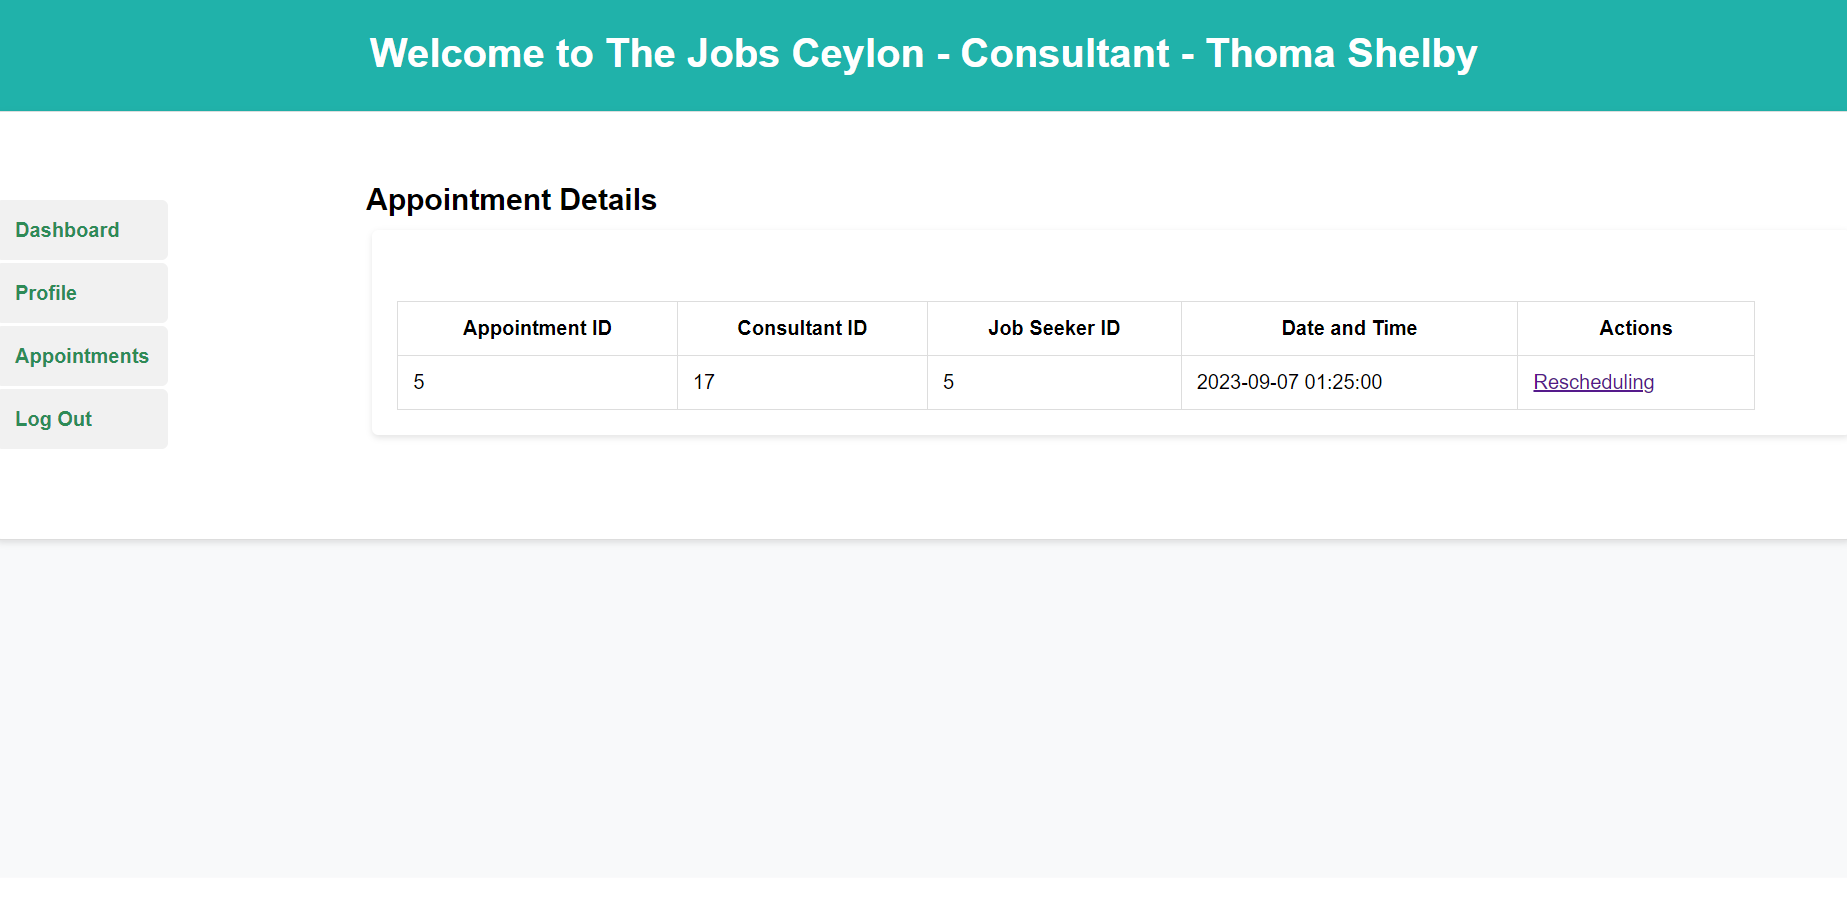 Welcome to The Jobs Ceylon - Consultant - Thoma Shelby
Dashboard
Profile
Appointments
Log Out
Appointment Details
Appointment ID Consultant ID Job Seeker ID Date and Time Actions
5 17 5 2023-09-07 01:25:00 Rescheduling